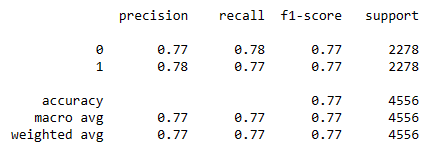 precision recall f1-score support
0 0.77 0.78 0.77 2278
1 0.78 0.77 0.77 2278
accuracy 0.77 4556
macro avg 0.77 0.77 0.77 4556
weighted avg 0.77 0.77 0.77 4556